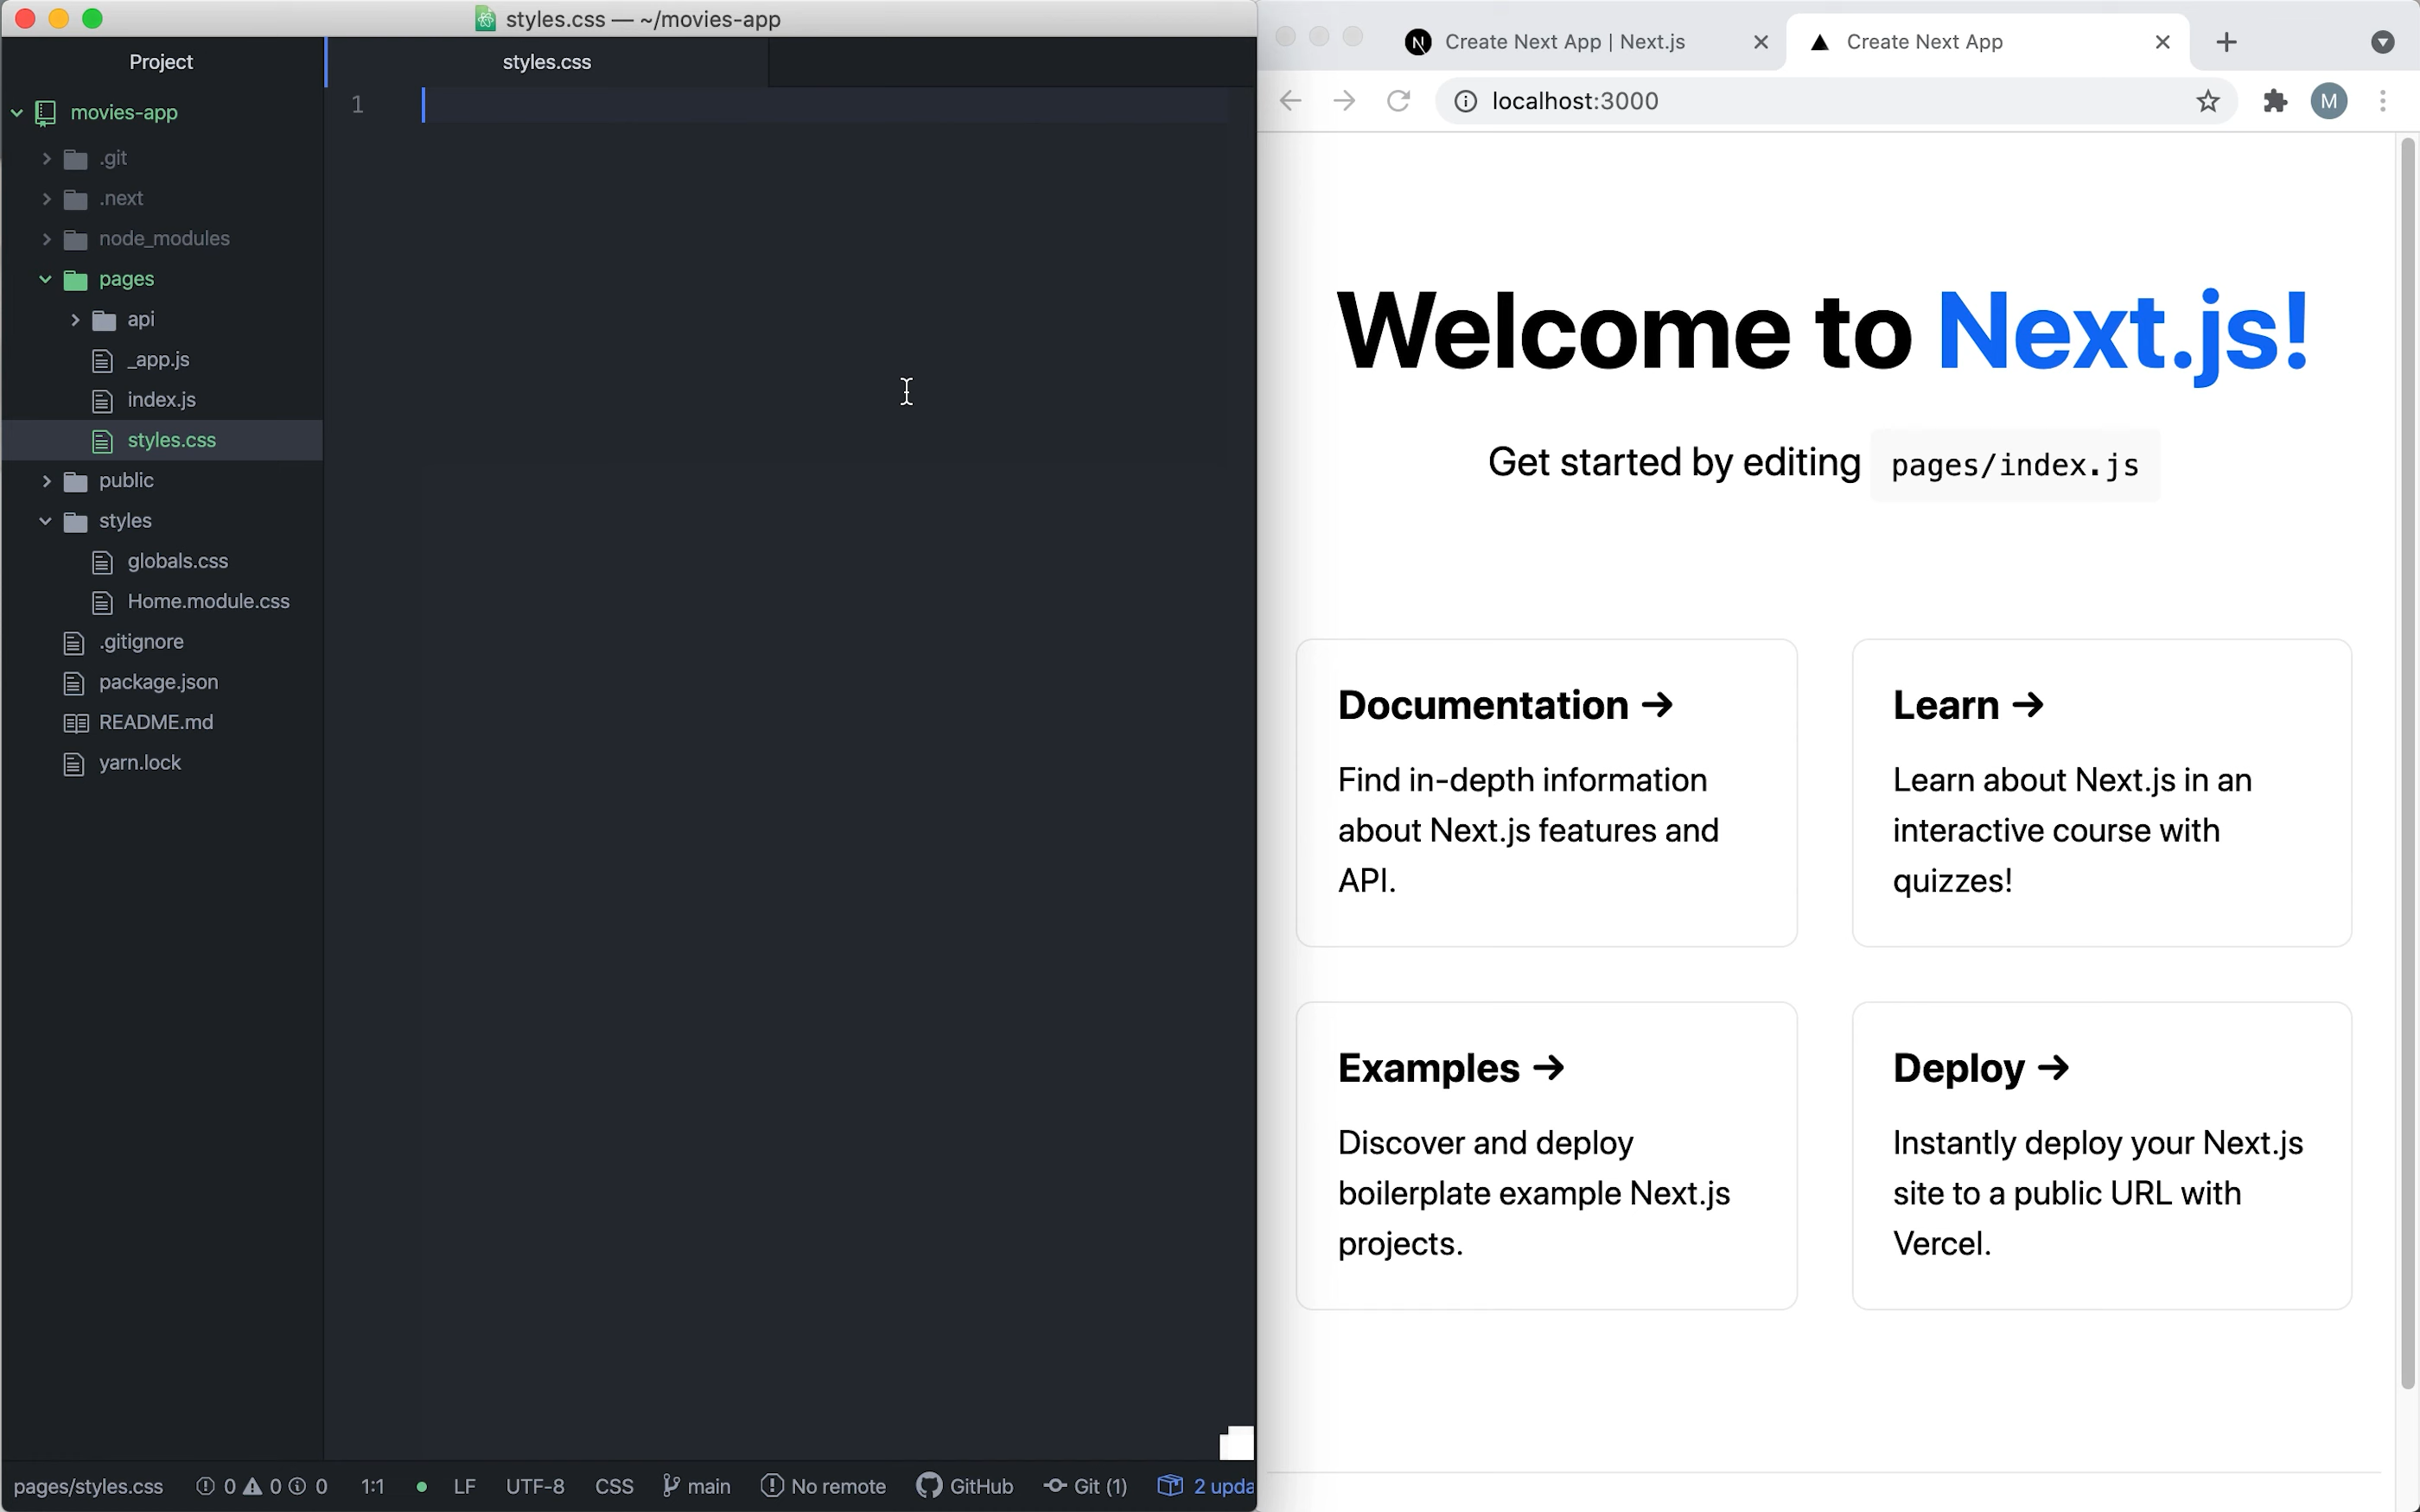 styles.css — ~/movies-app
Project
styles.css
movies-app
.git
.next
node_modules
pages
api
_app.js
index.js
styles.css
public
styles
globals.css
Home.module.css
.gitignore
package.json
README.md
yarn.lock
1
pages/styles.css 0 0 0 1:1 LF UTF-8 CSS main No remote GitHub Git (1) 2 upda
Create Next App | Next.js
Create Next App
localhost:3000
M
Welcome to Next.js!
Get started by editing pages/index.js
Documentation →
Find in-depth information
about Next.js features and
API.
Learn →
Learn about Next.js in an
interactive course with
quizzes!
Examples →
Discover and deploy
boilerplate example Next.js
projects.
Deploy →
Instantly deploy your Next.js
site to a public URL with
Vercel.